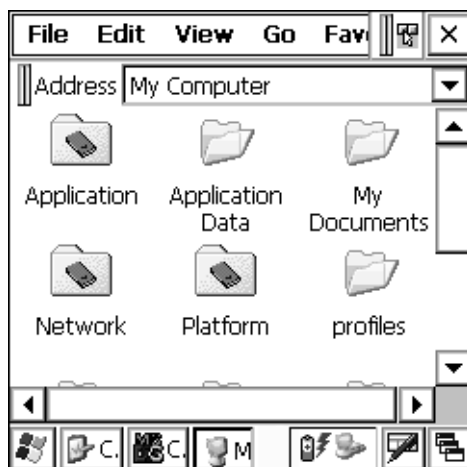 File Edit View Go Fav
Address My Computer
Application
Application Data
My Documents
Network
Platform
profiles
C.
C.
M